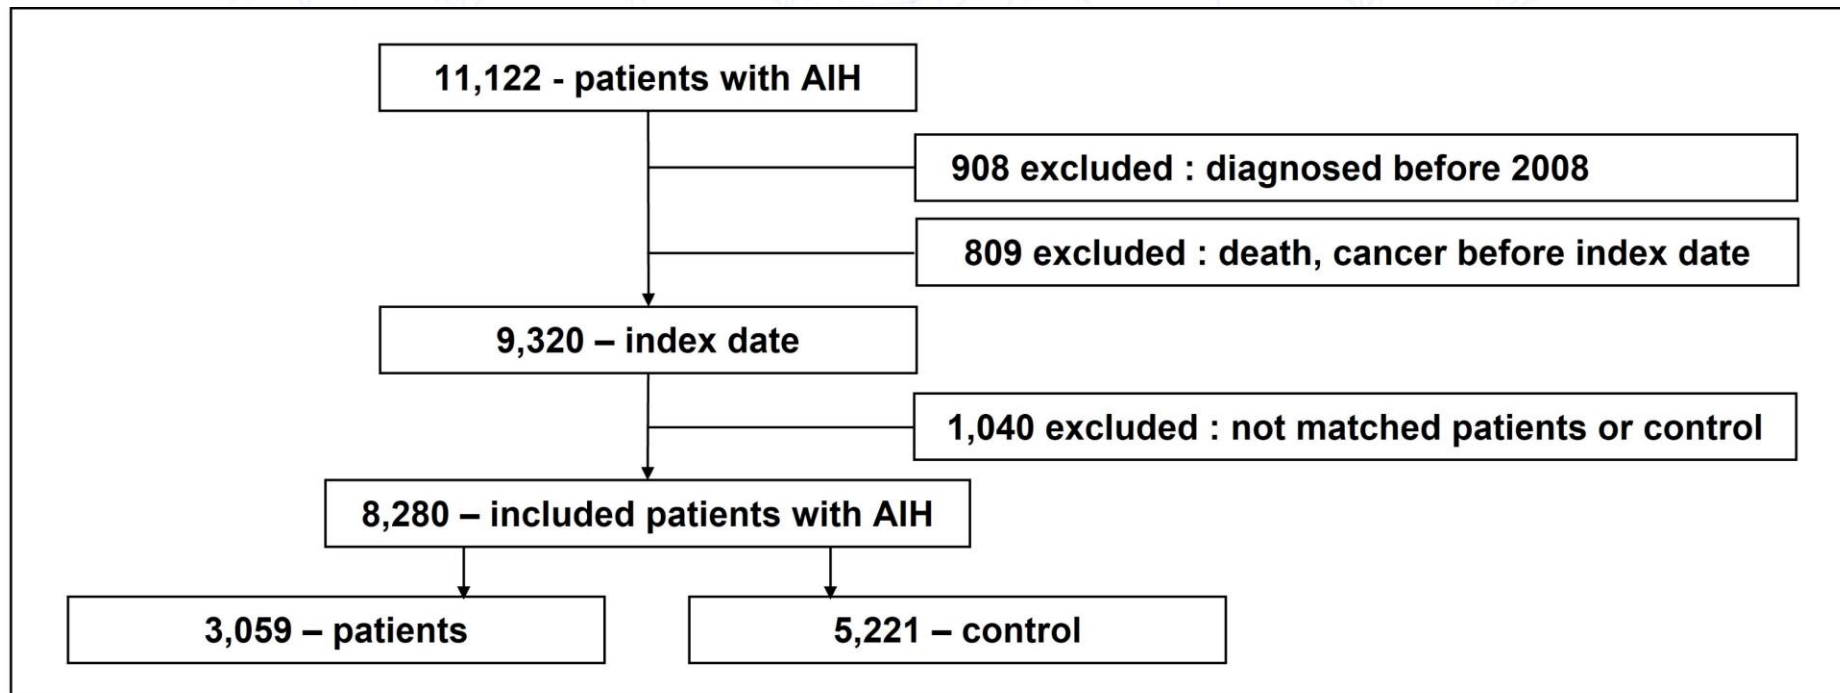 11,122 - patients with AIH
908 excluded : diagnosed before 2008
809 excluded : death, cancer before index date
9,320 – index date
1,040 excluded : not matched patients or control
8,280 – included patients with AIH
3,059 – patients
5,221 – control